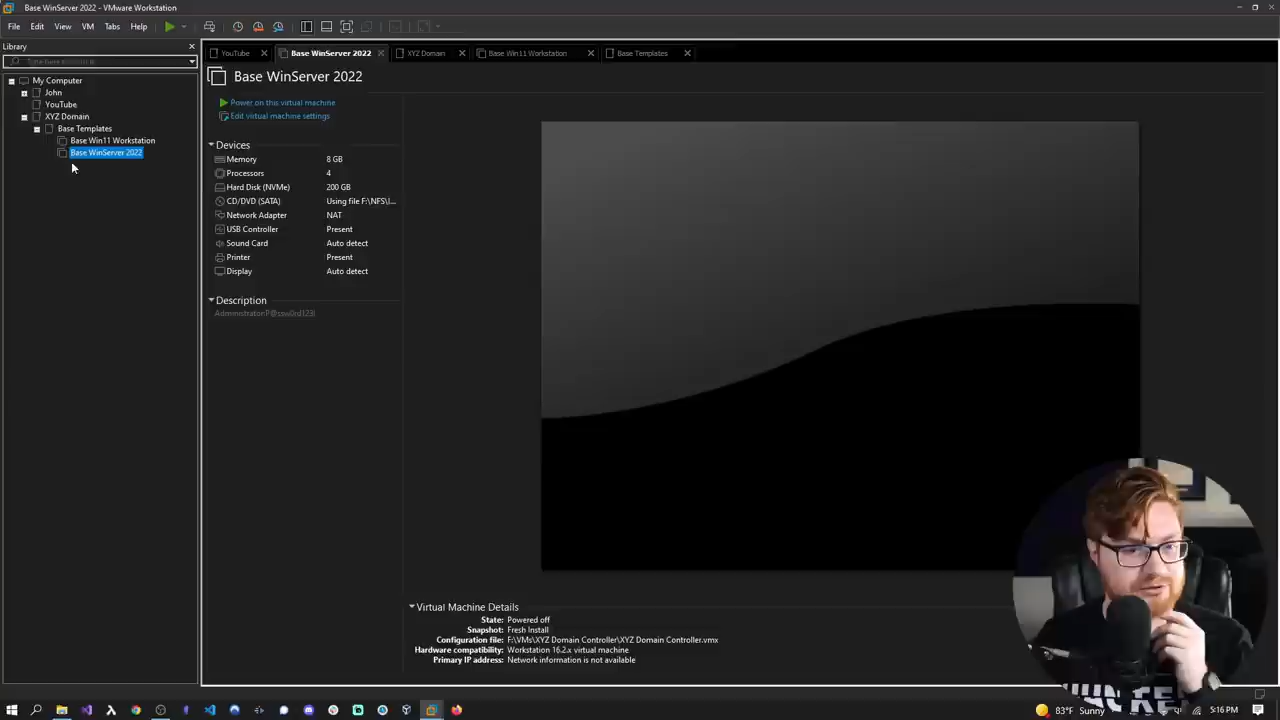 Base WinServer 2022 - VMware Workstation
File Edit View VM Tabs Help
Library
Type here to search
My Computer
John
YouTube
XYZ Domain
Base Templates
Base Win11 Workstation
Base WinServer 2022
YouTube
Base WinServer 2022
XYZ Domain
Base Win11 Workstation
Base Templates
Base WinServer 2022
Power on this virtual machine
Edit virtual machine settings
Devices
Memory 8 GB
Processors 4
Hard Disk (NVMe) 200 GB
CD/DVD (SATA) Using file F:\NFS\I...
Network Adapter NAT
USB Controller Present
Sound Card Auto detect
Printer Present
Display Auto detect
Description
Administrator:P@ssw0rd123!
Virtual Machine Details
State: Powered off
Snapshot: Fresh Install
Configuration file: F:\VMs\XYZ Domain Controller\XYZ Domain Controller.vmx
Hardware compatibility: Workstation 16.2.x virtual machine
Primary IP address: Network information is not available
83°F Sunny
5:16 PM